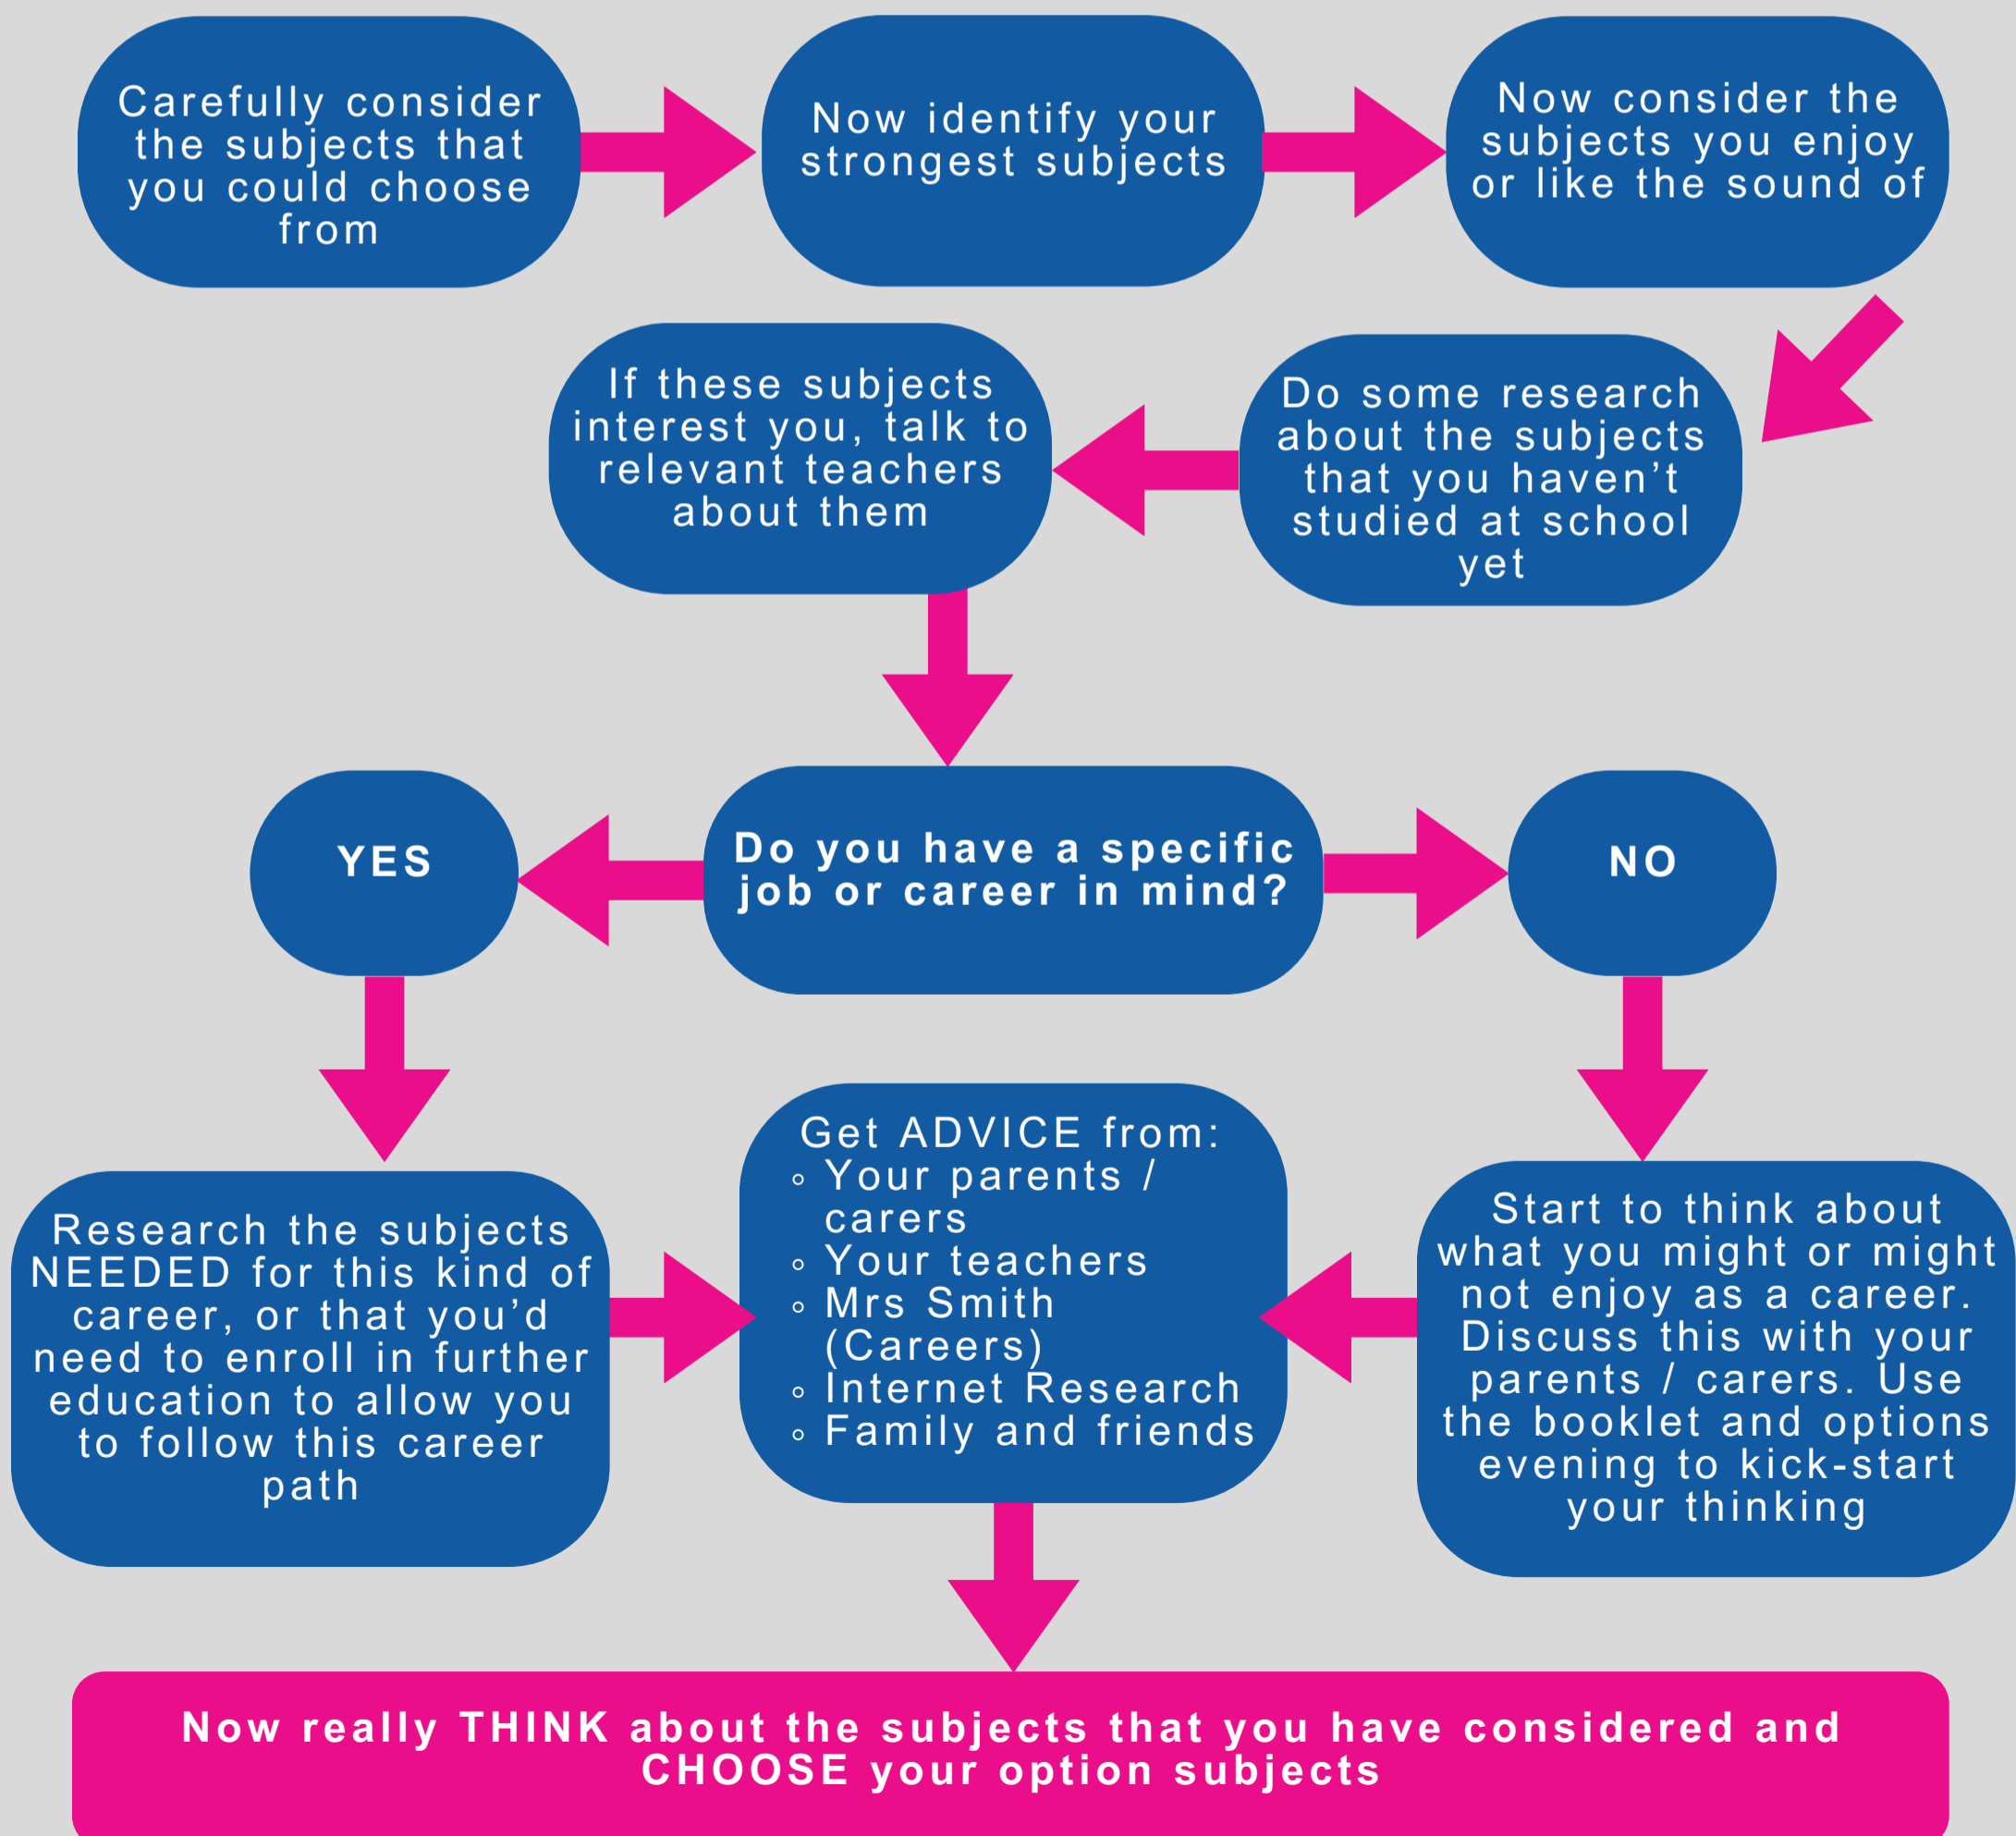 Carefully consider
the subjects that
you could choose
from
Now identify your
strongest subjects
Now consider the
subjects you enjoy
or like the sound of
Do some research
about the subjects
that you haven’t
studied at school
yet
If these subjects
interest you, talk to
relevant teachers
about them
Do you have a specific
job or career in mind?
YES
NO
Research the subjects
NEEDED for this kind of
career, or that you’d
need to enroll in further
education to allow you
to follow this career
path
Start to think about
what you might or might
not enjoy as a career.
Discuss this with your
parents / carers. Use
the booklet and options
evening to kick-start
your thinking
Get ADVICE from:
◦ Your parents /
carers
◦ Your teachers
◦ Mrs Smith
(Careers)
◦ Internet Research
◦ Family and friends
Now really THINK about the subjects that you have considered and
CHOOSE your option subjects